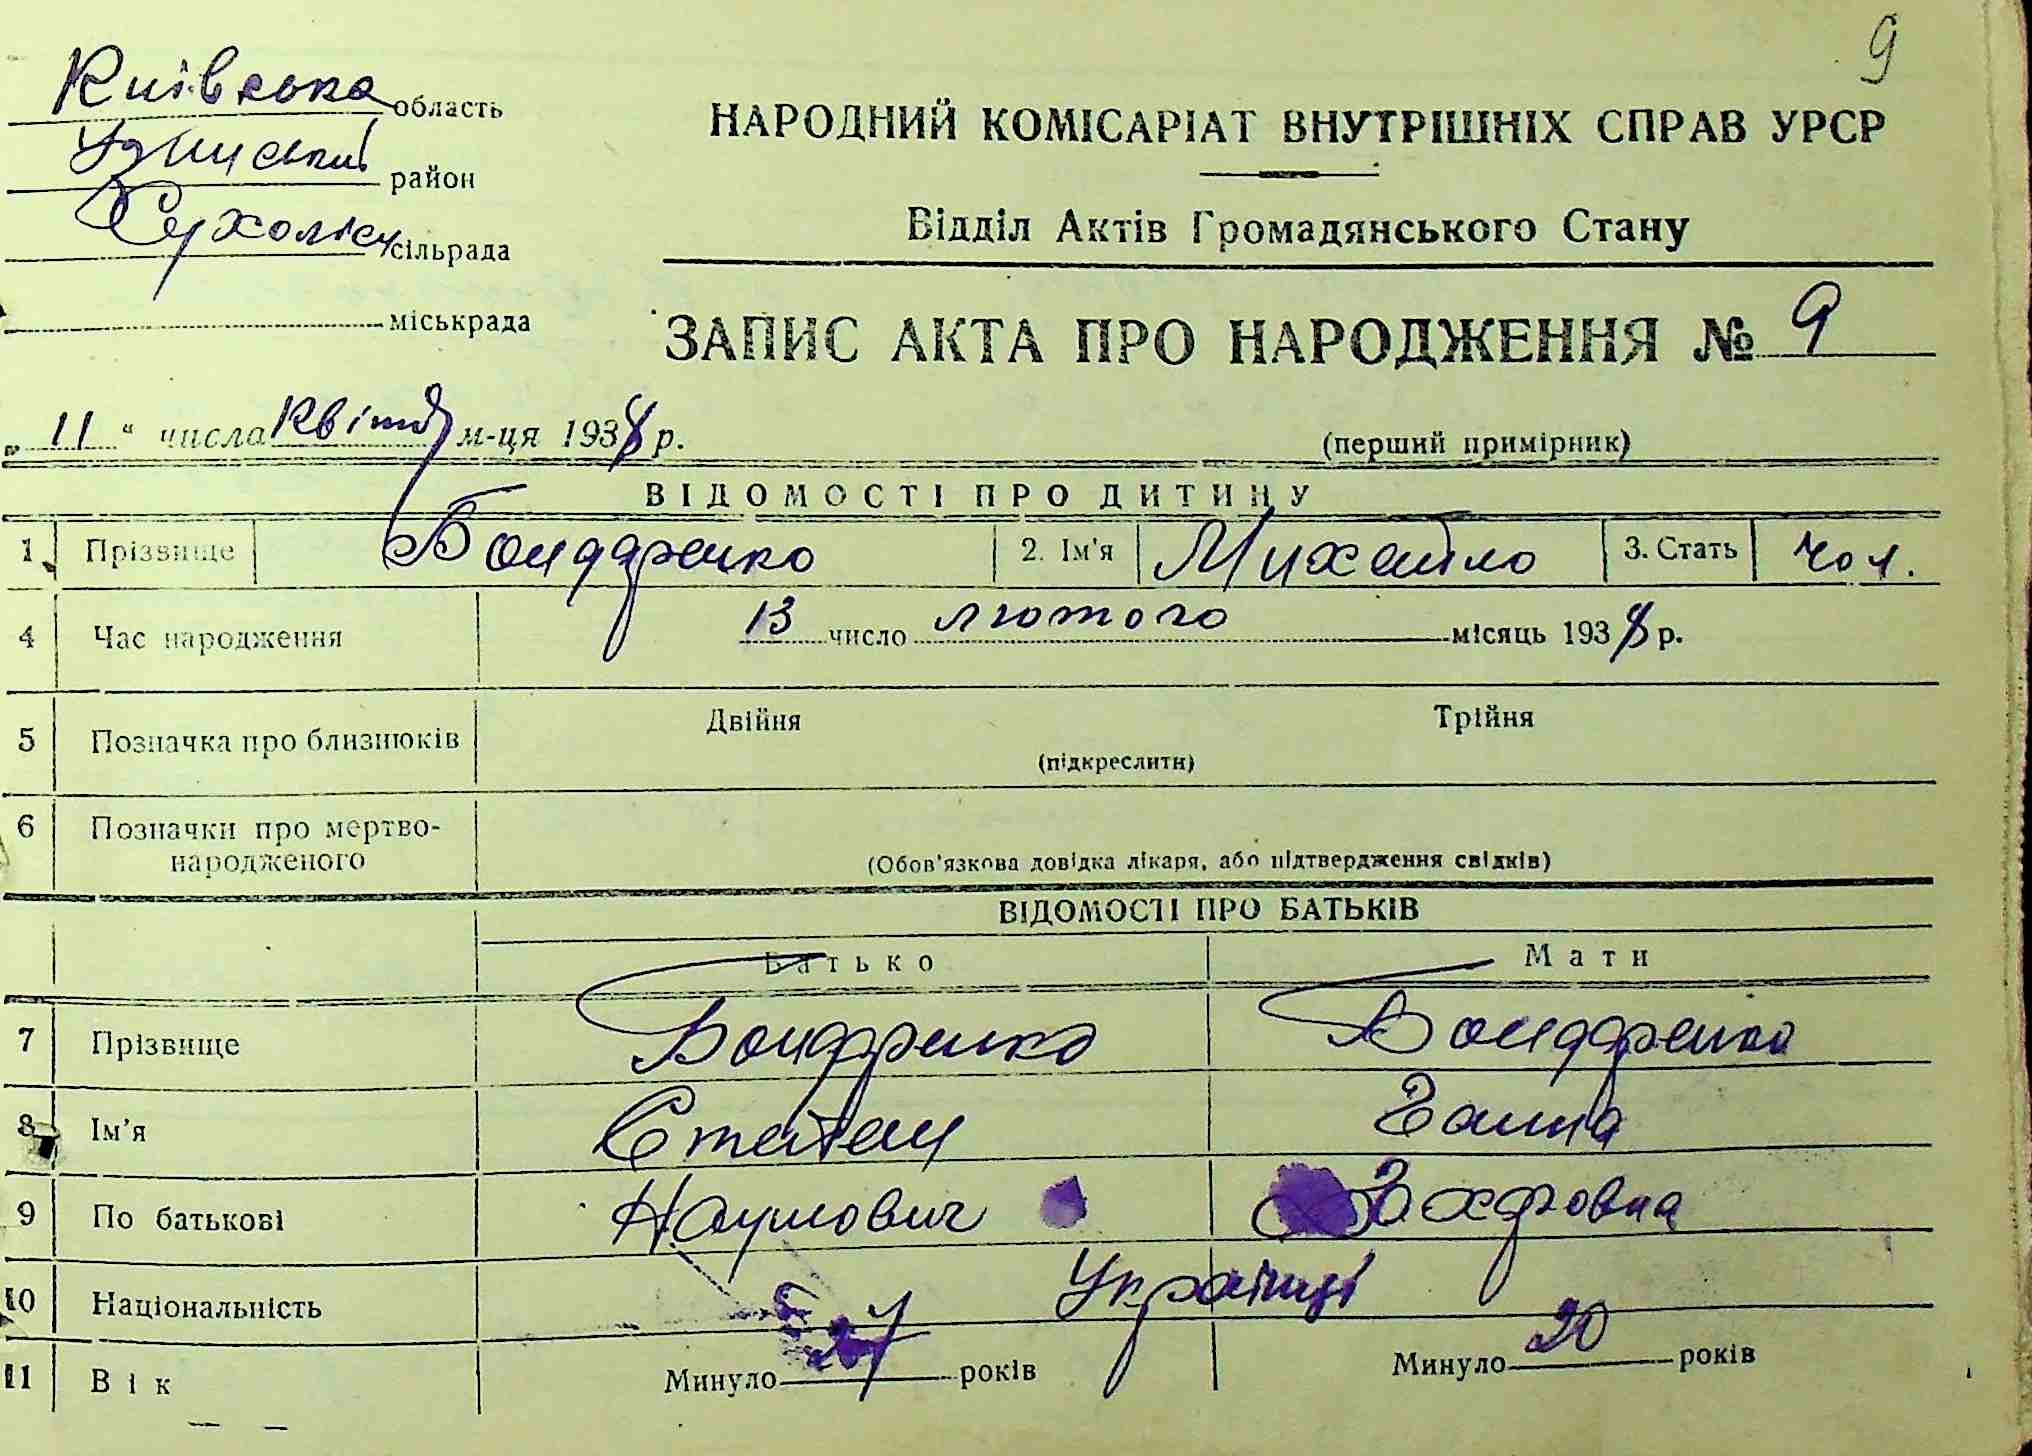 9
Київська область
Узинський район
Сухоліси сільрада
міськрада
НАРОДНИЙ КОМІСАРІАТ ВНУТРІШНІХ СПРАВ УРСР
Відділ Актів Громадянського Стану
ЗАПИС АКТА ПРО НАРОДЖЕННЯ № 9
„ 11 “ числа квітня м-ця 1938 р.
(перший примірник)
ВІДОМОСТІ ПРО ДИТИНУ
1 Прізвище Бондаренко 2. Ім'я Михайло 3. Стать чол.
4 Час народження 13 число лютого місяць 1938 р.
5 Позначка про близнюків Двійня Трійня
(підкреслити)
6 Позначки про мертво-
народженого
(Обов'язкова довідка лікаря, або підтвердження свідків)
ВІДОМОСТІ ПРО БАТЬКІВ
Батько Мати
7 Прізвище Бондаренко Бондаренко
8 Ім'я Степан Ганна
9 По батькові Наумович Захаровна
10 Національність Українці
11 Вік Минуло 27 років Минуло 20 років